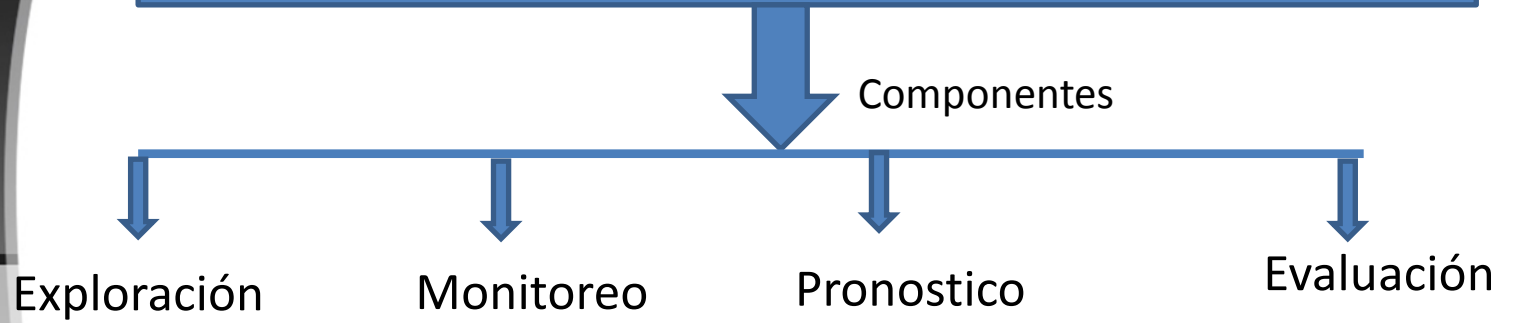 Componentes
Exploración
Monitoreo
Pronostico
Evaluación